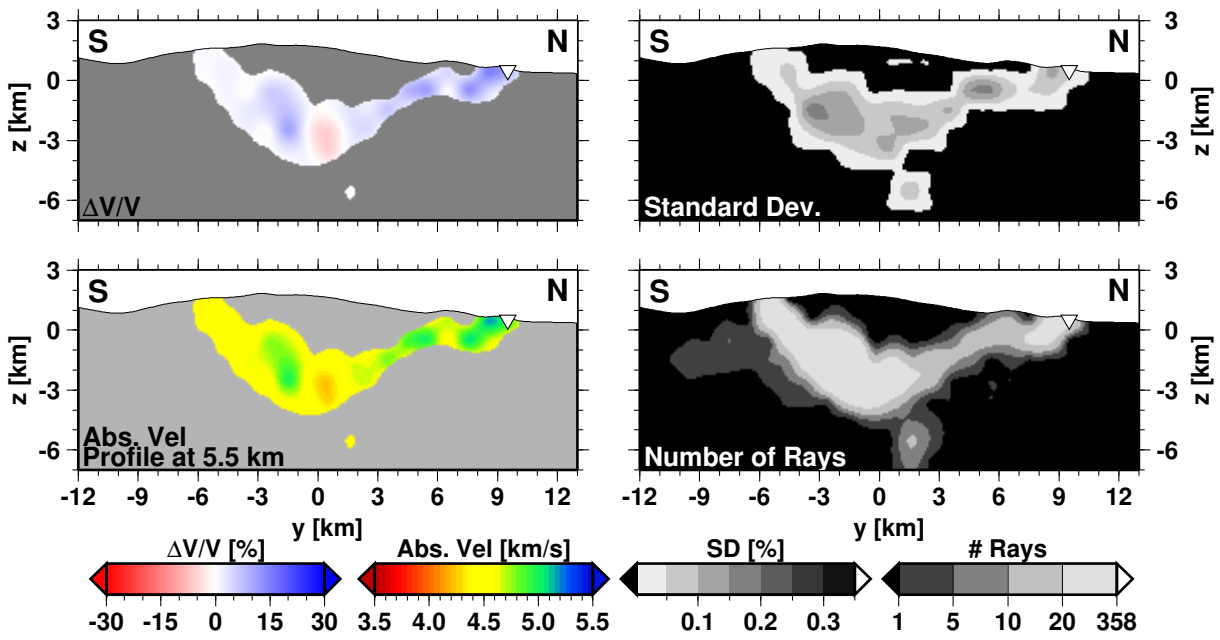 3
S N
0
z [km]
-3
-6
ΔV/V
3
S N
0
z [km]
-3
-6
Standard Dev.
3
S N
0
z [km]
-3
-6
Abs. Vel
Profile at 5.5 km
-12 -9 -6 -3 0 3 6 9 12
y [km]
3
S N
0
z [km]
-3
-6
Number of Rays
-12 -9 -6 -3 0 3 6 9 12
y [km]
ΔV/V [%]
-30 -15 0 15 30
Abs. Vel [km/s]
3.5 4.0 4.5 5.0 5.5
SD [%]
0.1 0.2 0.3
# Rays
1 5 10 20 358